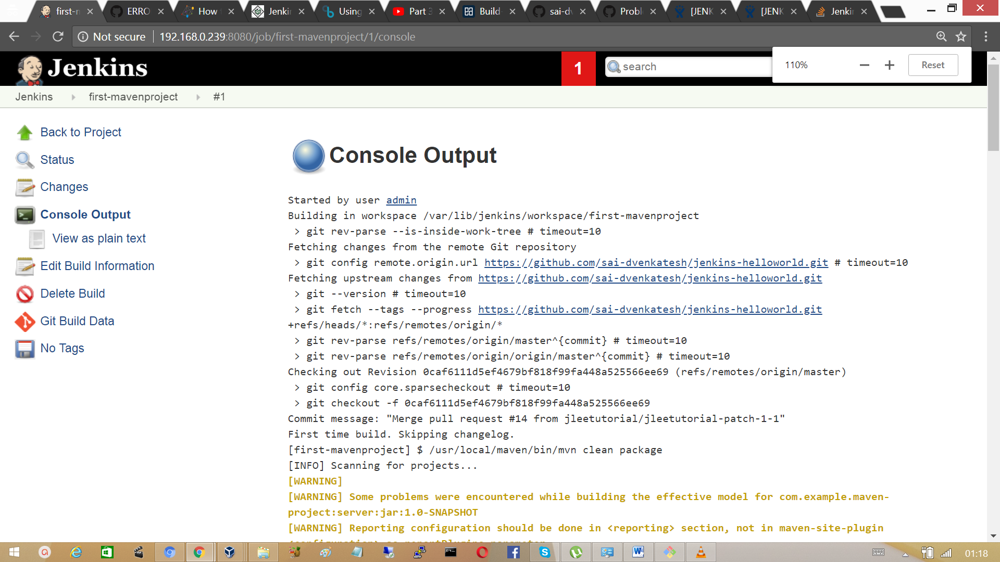 first-n
ERRO
How
Jenki
Using
Part 3
Build
sai-dv
Probl
[JENK
[JENK
Jenki
Not secure
192.168.0.239:8080/job/first-mavenproject/1/console
Jenkins
1
search
110%
Reset
Jenkins
first-mavenproject
#1
Back to Project
Status
Changes
Console Output
View as plain text
Edit Build Information
Delete Build
Git Build Data
No Tags
Console Output
Started by user admin
Building in workspace /var/lib/jenkins/workspace/first-mavenproject
> git rev-parse --is-inside-work-tree # timeout=10
Fetching changes from the remote Git repository
> git config remote.origin.url https://github.com/sai-dvenkatesh/jenkins-helloworld.git # timeout=10
Fetching upstream changes from https://github.com/sai-dvenkatesh/jenkins-helloworld.git
> git --version # timeout=10
> git fetch --tags --progress https://github.com/sai-dvenkatesh/jenkins-helloworld.git
+refs/heads/*:refs/remotes/origin/*
> git rev-parse refs/remotes/origin/master^{commit} # timeout=10
> git rev-parse refs/remotes/origin/origin/master^{commit} # timeout=10
Checking out Revision 0caf6111d5ef4679bf818f99fa448a525566ee69 (refs/remotes/origin/master)
> git config core.sparsecheckout # timeout=10
> git checkout -f 0caf6111d5ef4679bf818f99fa448a525566ee69
Commit message: "Merge pull request #14 from jleetutorial/jleetutorial-patch-1-1"
First time build. Skipping changelog.
[first-mavenproject] $ /usr/local/maven/bin/mvn clean package
[INFO] Scanning for projects...
[WARNING]
[WARNING] Some problems were encountered while building the effective model for com.example.maven-
project:server:jar:1.0-SNAPSHOT
[WARNING] Reporting configuration should be done in <reporting> section, not in maven-site-plugin
<configuration> as reportPlugins parameter.
01:18